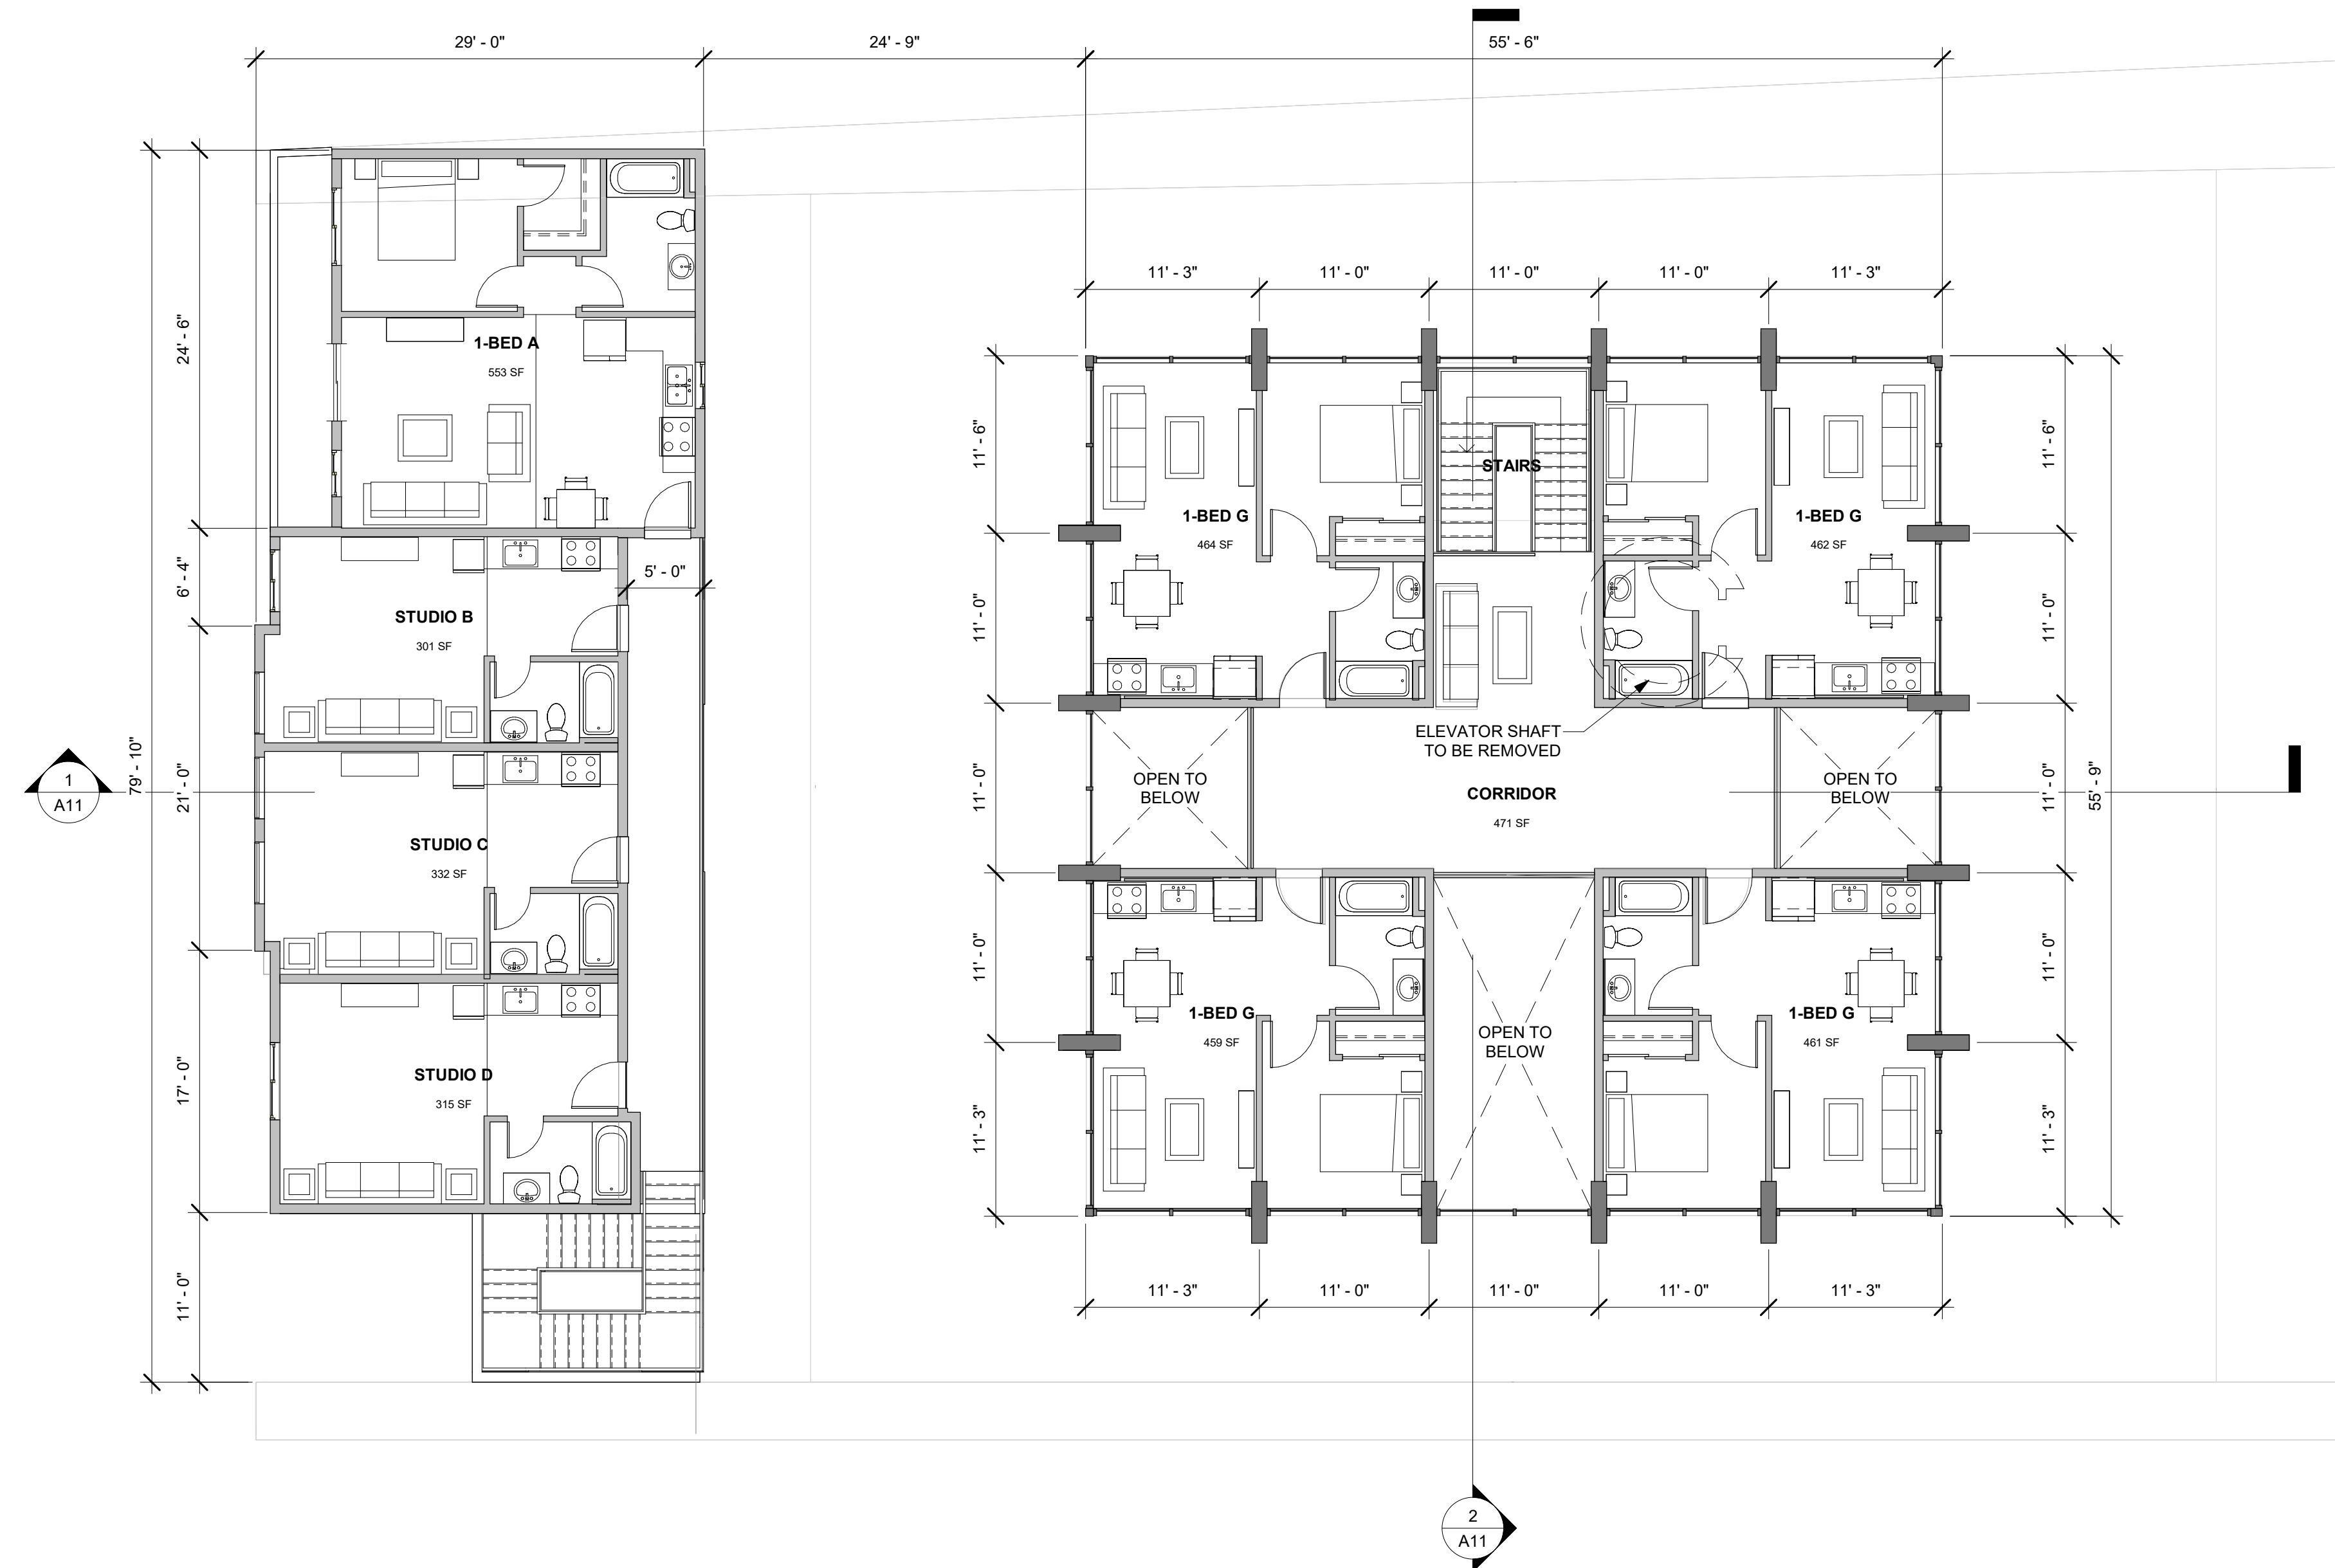 29' - 0"
24' - 9"
55' - 6"
11' - 3"
11' - 0"
11' - 0"
11' - 0"
11' - 3"
79' - 10"
24' - 6"
6' - 4"
21' - 0"
17' - 0"
11' - 0"
1-BED A
553 SF
5' - 0"
STUDIO B
301 SF
STUDIO C
332 SF
STUDIO D
315 SF
1
A11
11' - 6"
11' - 0"
11' - 0"
11' - 0"
11' - 3"
STAIRS
1-BED G
464 SF
1-BED G
462 SF
ELEVATOR SHAFT
TO BE REMOVED
OPEN TO
BELOW
CORRIDOR
471 SF
OPEN TO
BELOW
1-BED G
459 SF
OPEN TO
BELOW
1-BED G
461 SF
11' - 6"
11' - 0"
11' - 0"
11' - 0"
11' - 3"
55' - 9"
11' - 3"
11' - 0"
11' - 0"
11' - 0"
11' - 3"
2
A11